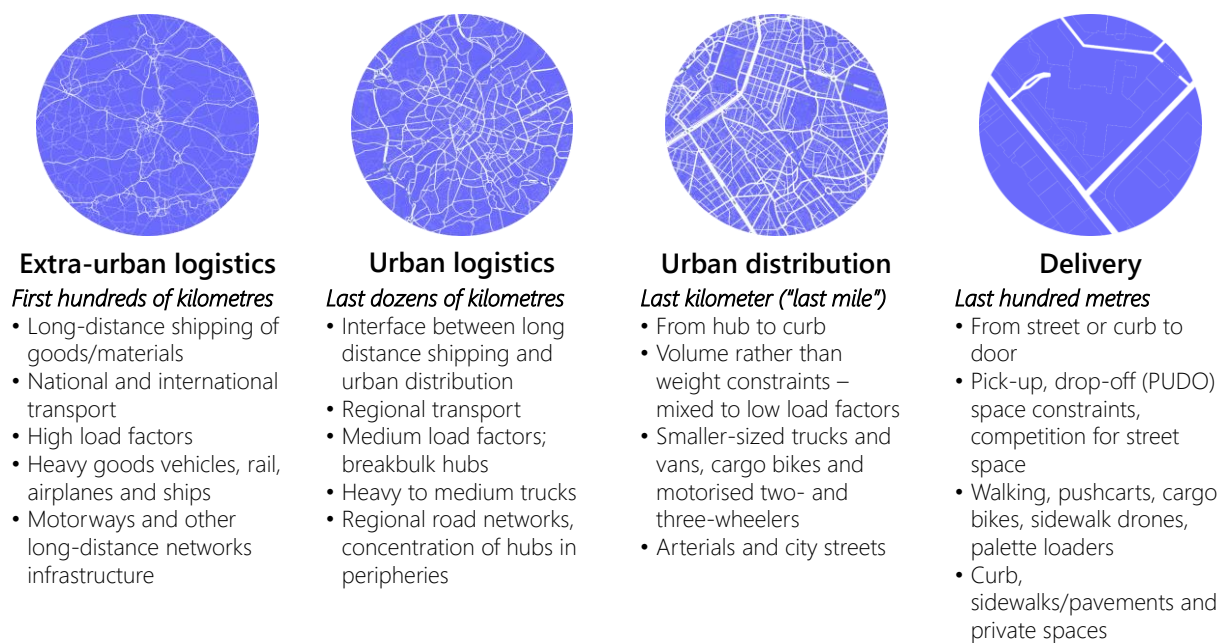 Extra-urban logistics
First hundreds of kilometres
• Long-distance shipping of
goods/materials
• National and international
transport
• High load factors
• Heavy goods vehicles, rail,
airplanes and ships
• Motorways and other
long-distance networks
infrastructure
Urban logistics
Last dozens of kilometres
• Interface between long
distance shipping and
urban distribution
• Regional transport
• Medium load factors;
breakbulk hubs
• Heavy to medium trucks
• Regional road networks,
concentration of hubs in
peripheries
Urban distribution
Last kilometer ("last mile")
• From hub to curb
• Volume rather than
weight constraints –
mixed to low load factors
• Smaller-sized trucks and
vans, cargo bikes and
motorised two- and
three-wheelers
• Arterials and city streets
Delivery
Last hundred metres
• From street or curb to
door
• Pick-up, drop-off (PUDO)
space constraints,
competition for street
space
• Walking, pushcarts, cargo
bikes, sidewalk drones,
palette loaders
• Curb,
sidewalks/pavements and
private spaces